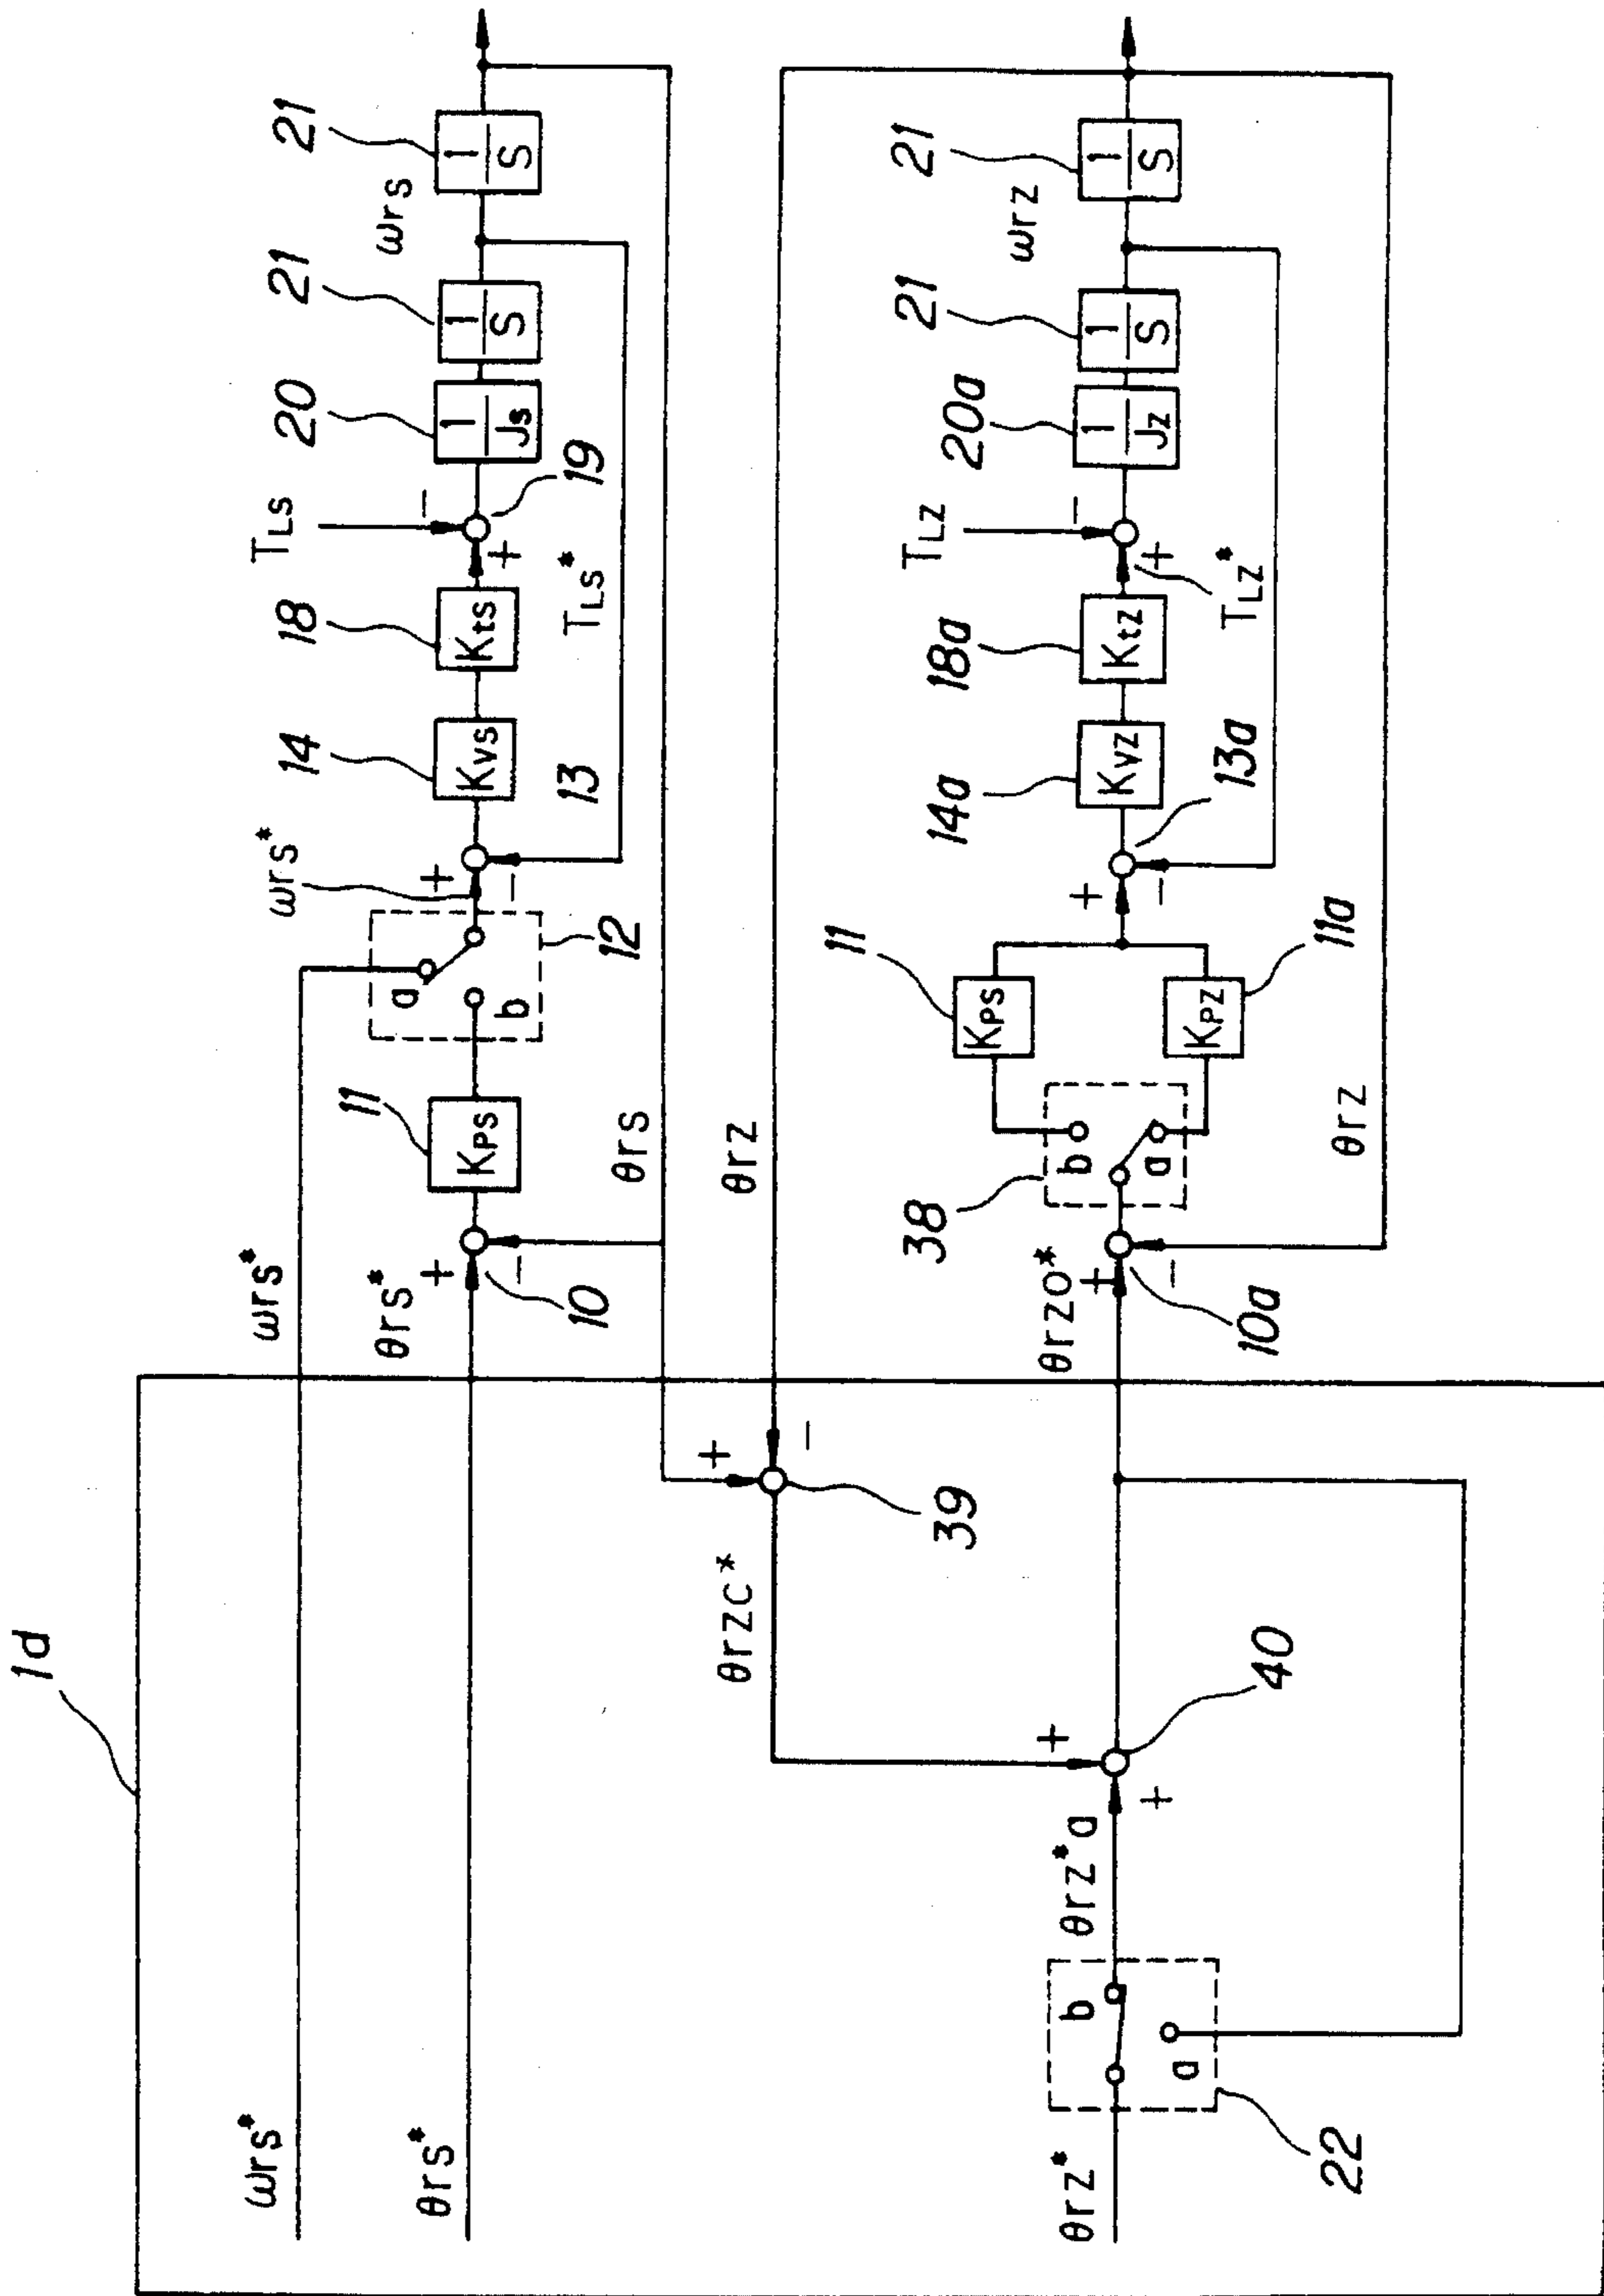 1d
ωrs*
θrs*
θrz*
b
a
22
θrz*a
+
+
40
θrzc*
+
−
39
ωrs*
θrs*
+
−
10
11
KPS
ωrs*
a
b
12
+
−
13
14
Kvs
18
Kts
TLS
−
+
19
TLS*
20
1
Js
21
1
S
ωrs
21
1
S
θrs
θrz
θrzo*
+
−
10a
38
b
a
11
KPS
KPZ
11a
+
−
13a
14a
Kvz
18a
Ktz
TLZ
−
+
TLZ*
20a
1
Jz
21
1
S
ωrz
21
1
S
θrz